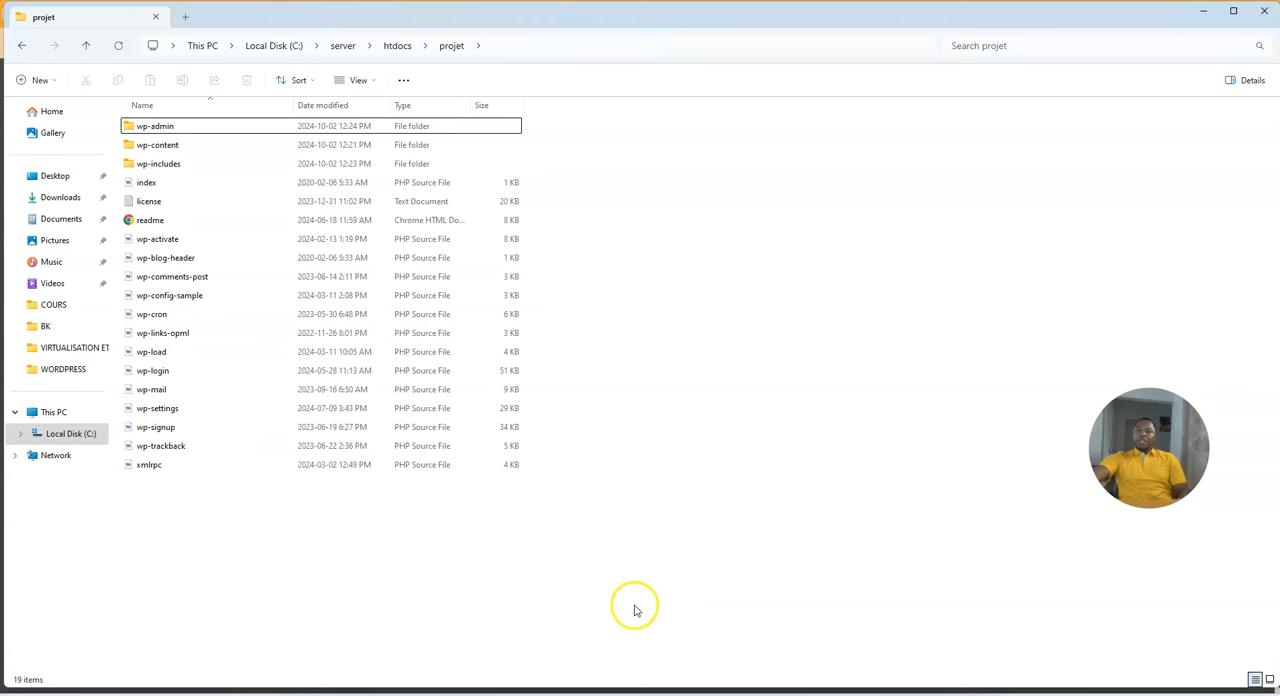 projet
This PC > Local Disk (C:) > server > htdocs > projet >
Search projet
New
Sort
View
Details
Name Date modified Type Size
Home
Gallery
Desktop
Downloads
Documents
Pictures
Music
Videos
COURS
BK
VIRTUALISATION ET
WORDPRESS
This PC
Local Disk (C:)
Network
wp-admin 2024-10-02 12:24 PM File folder
wp-content 2024-10-02 12:21 PM File folder
wp-includes 2024-10-02 12:23 PM File folder
index 2020-02-06 5:33 AM PHP Source File 1 KB
license 2023-12-31 11:02 PM Text Document 20 KB
readme 2024-06-18 11:59 AM Chrome HTML Do... 8 KB
wp-activate 2024-02-13 1:19 PM PHP Source File 8 KB
wp-blog-header 2020-02-06 5:33 AM PHP Source File 1 KB
wp-comments-post 2023-06-14 2:11 PM PHP Source File 3 KB
wp-config-sample 2024-03-11 2:08 PM PHP Source File 3 KB
wp-cron 2023-05-30 6:48 PM PHP Source File 6 KB
wp-links-opml 2022-11-26 8:01 PM PHP Source File 3 KB
wp-load 2024-03-11 10:05 AM PHP Source File 4 KB
wp-login 2024-05-28 11:13 AM PHP Source File 51 KB
wp-mail 2023-09-16 6:50 AM PHP Source File 9 KB
wp-settings 2024-07-09 3:43 PM PHP Source File 29 KB
wp-signup 2023-06-19 6:27 PM PHP Source File 34 KB
wp-trackback 2023-06-22 2:36 PM PHP Source File 5 KB
xmlrpc 2024-03-02 12:49 PM PHP Source File 4 KB
19 items